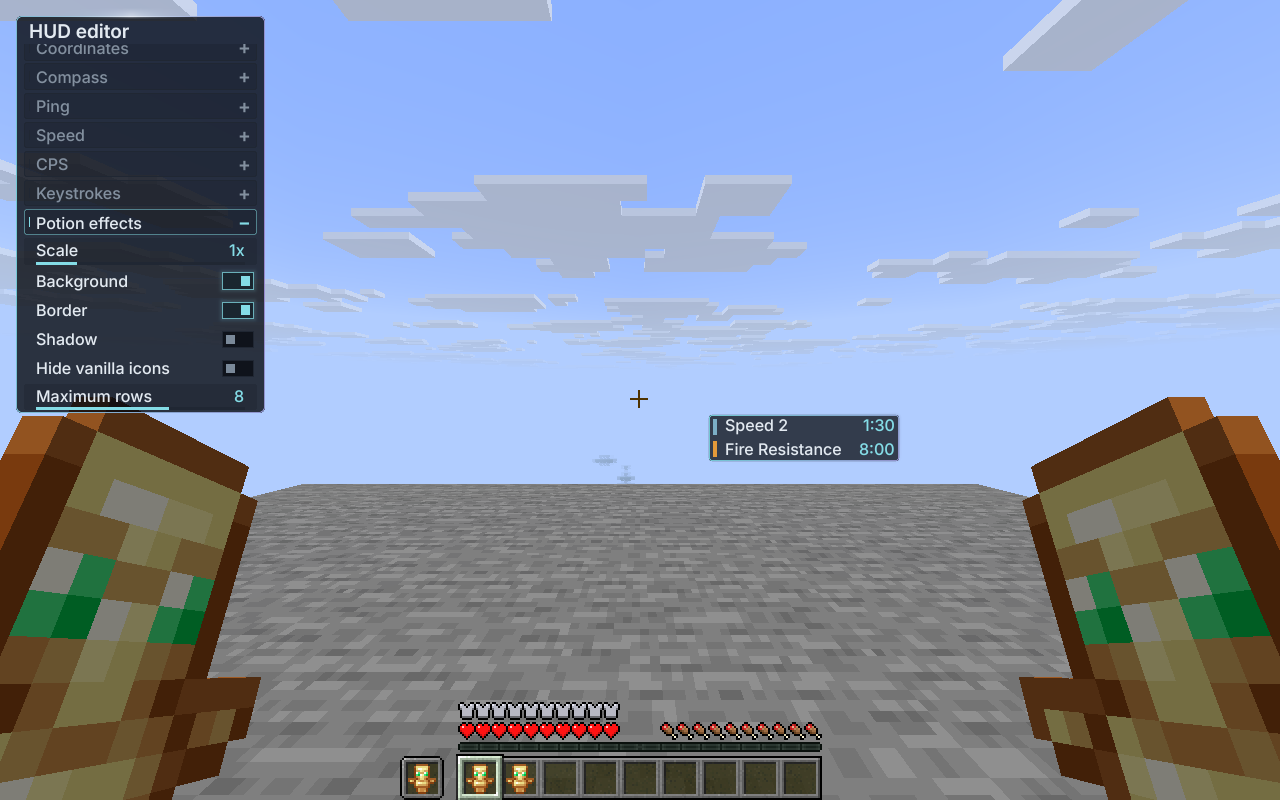 HUD editor
Coordinates +
Compass +
Ping +
Speed +
CPS +
Keystrokes +
Potion effects −
Scale 1x
Background
Border
Shadow
Hide vanilla icons
Maximum rows 8
Speed 2 1:30
Fire Resistance 8:00